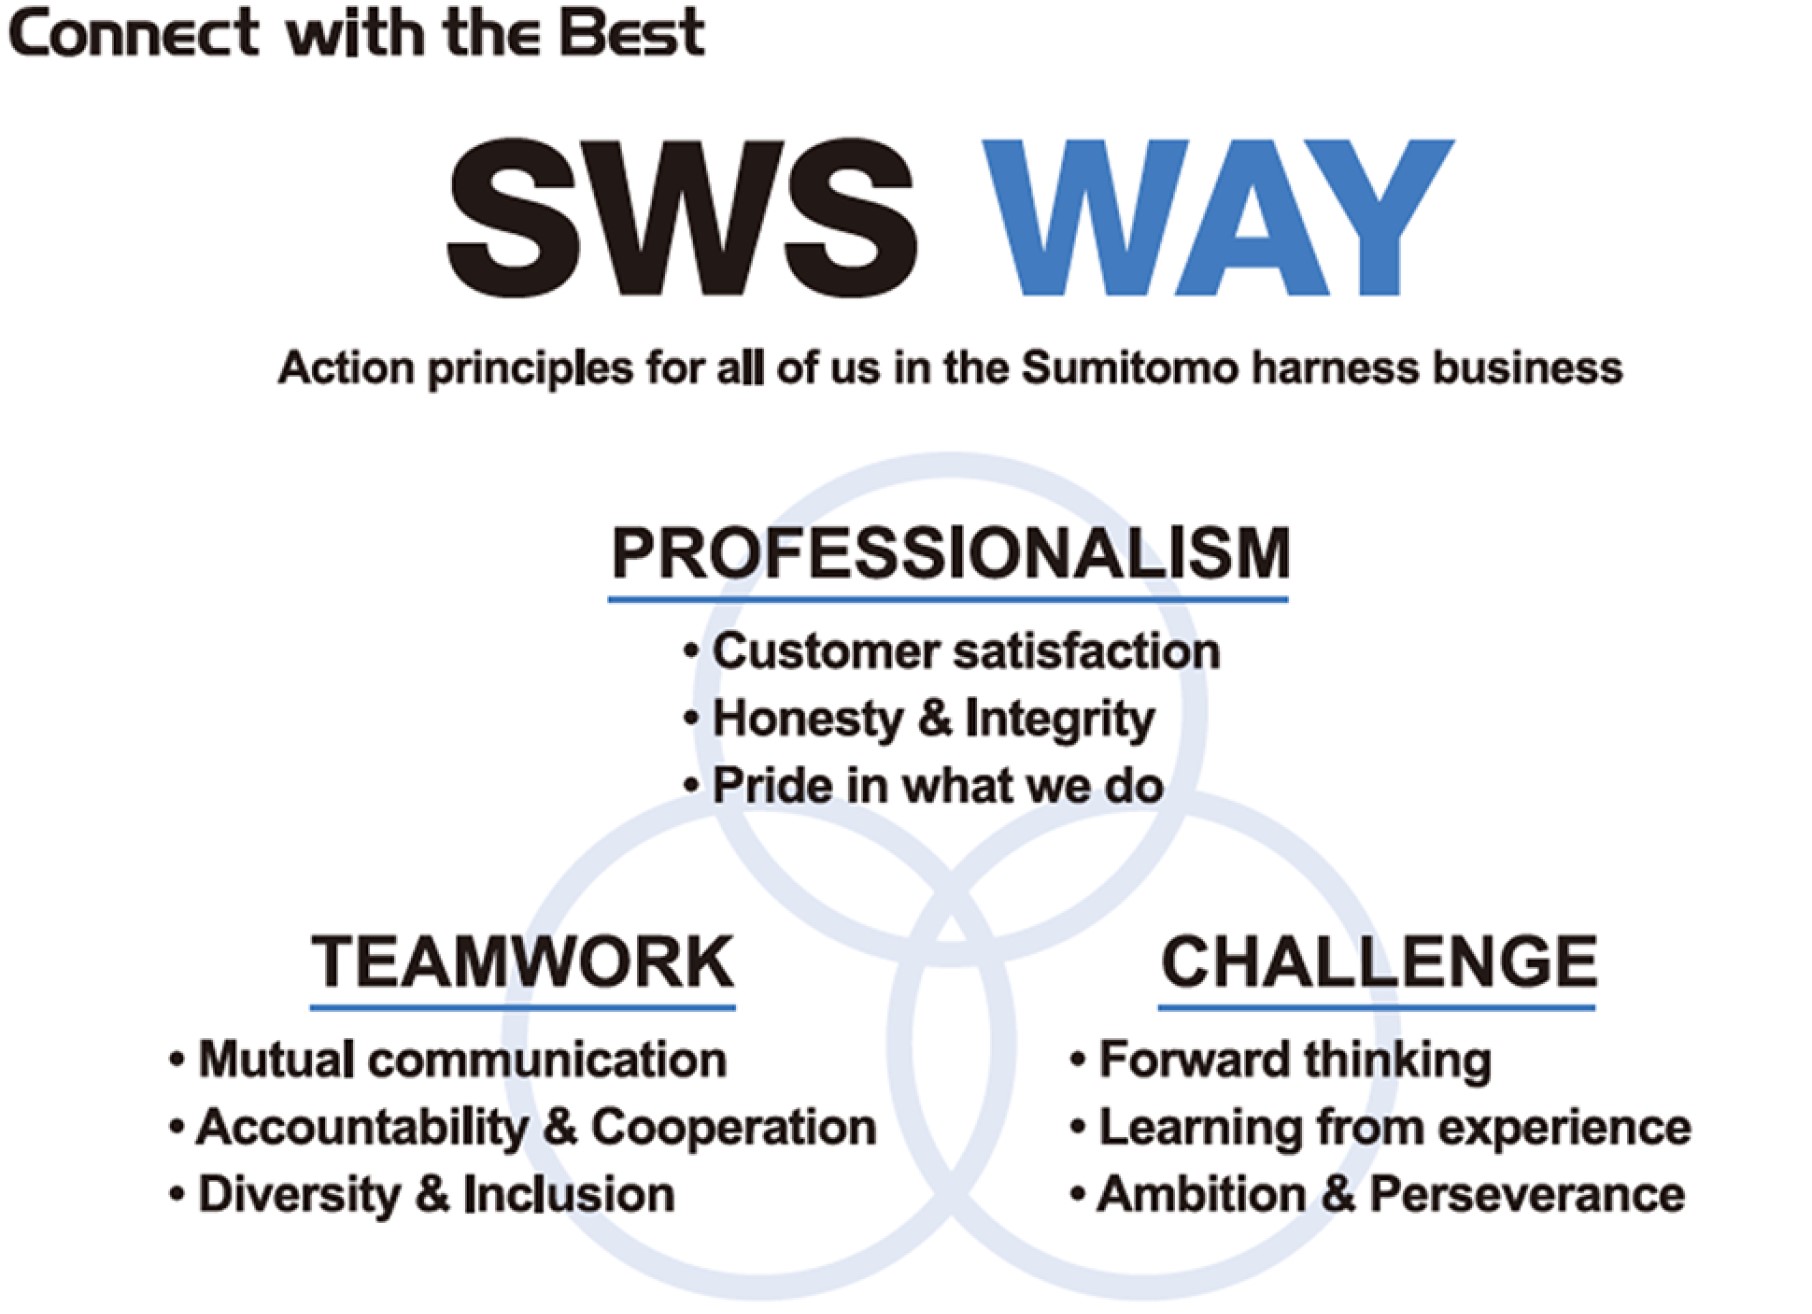 Connect with the Best
SWS WAY
Action principles for all of us in the Sumitomo harness business
PROFESSIONALISM
• Customer satisfaction
• Honesty & Integrity
• Pride in what we do
TEAMWORK
• Mutual communication
• Accountability & Cooperation
• Diversity & Inclusion
CHALLENGE
• Forward thinking
• Learning from experience
• Ambition & Perseverance